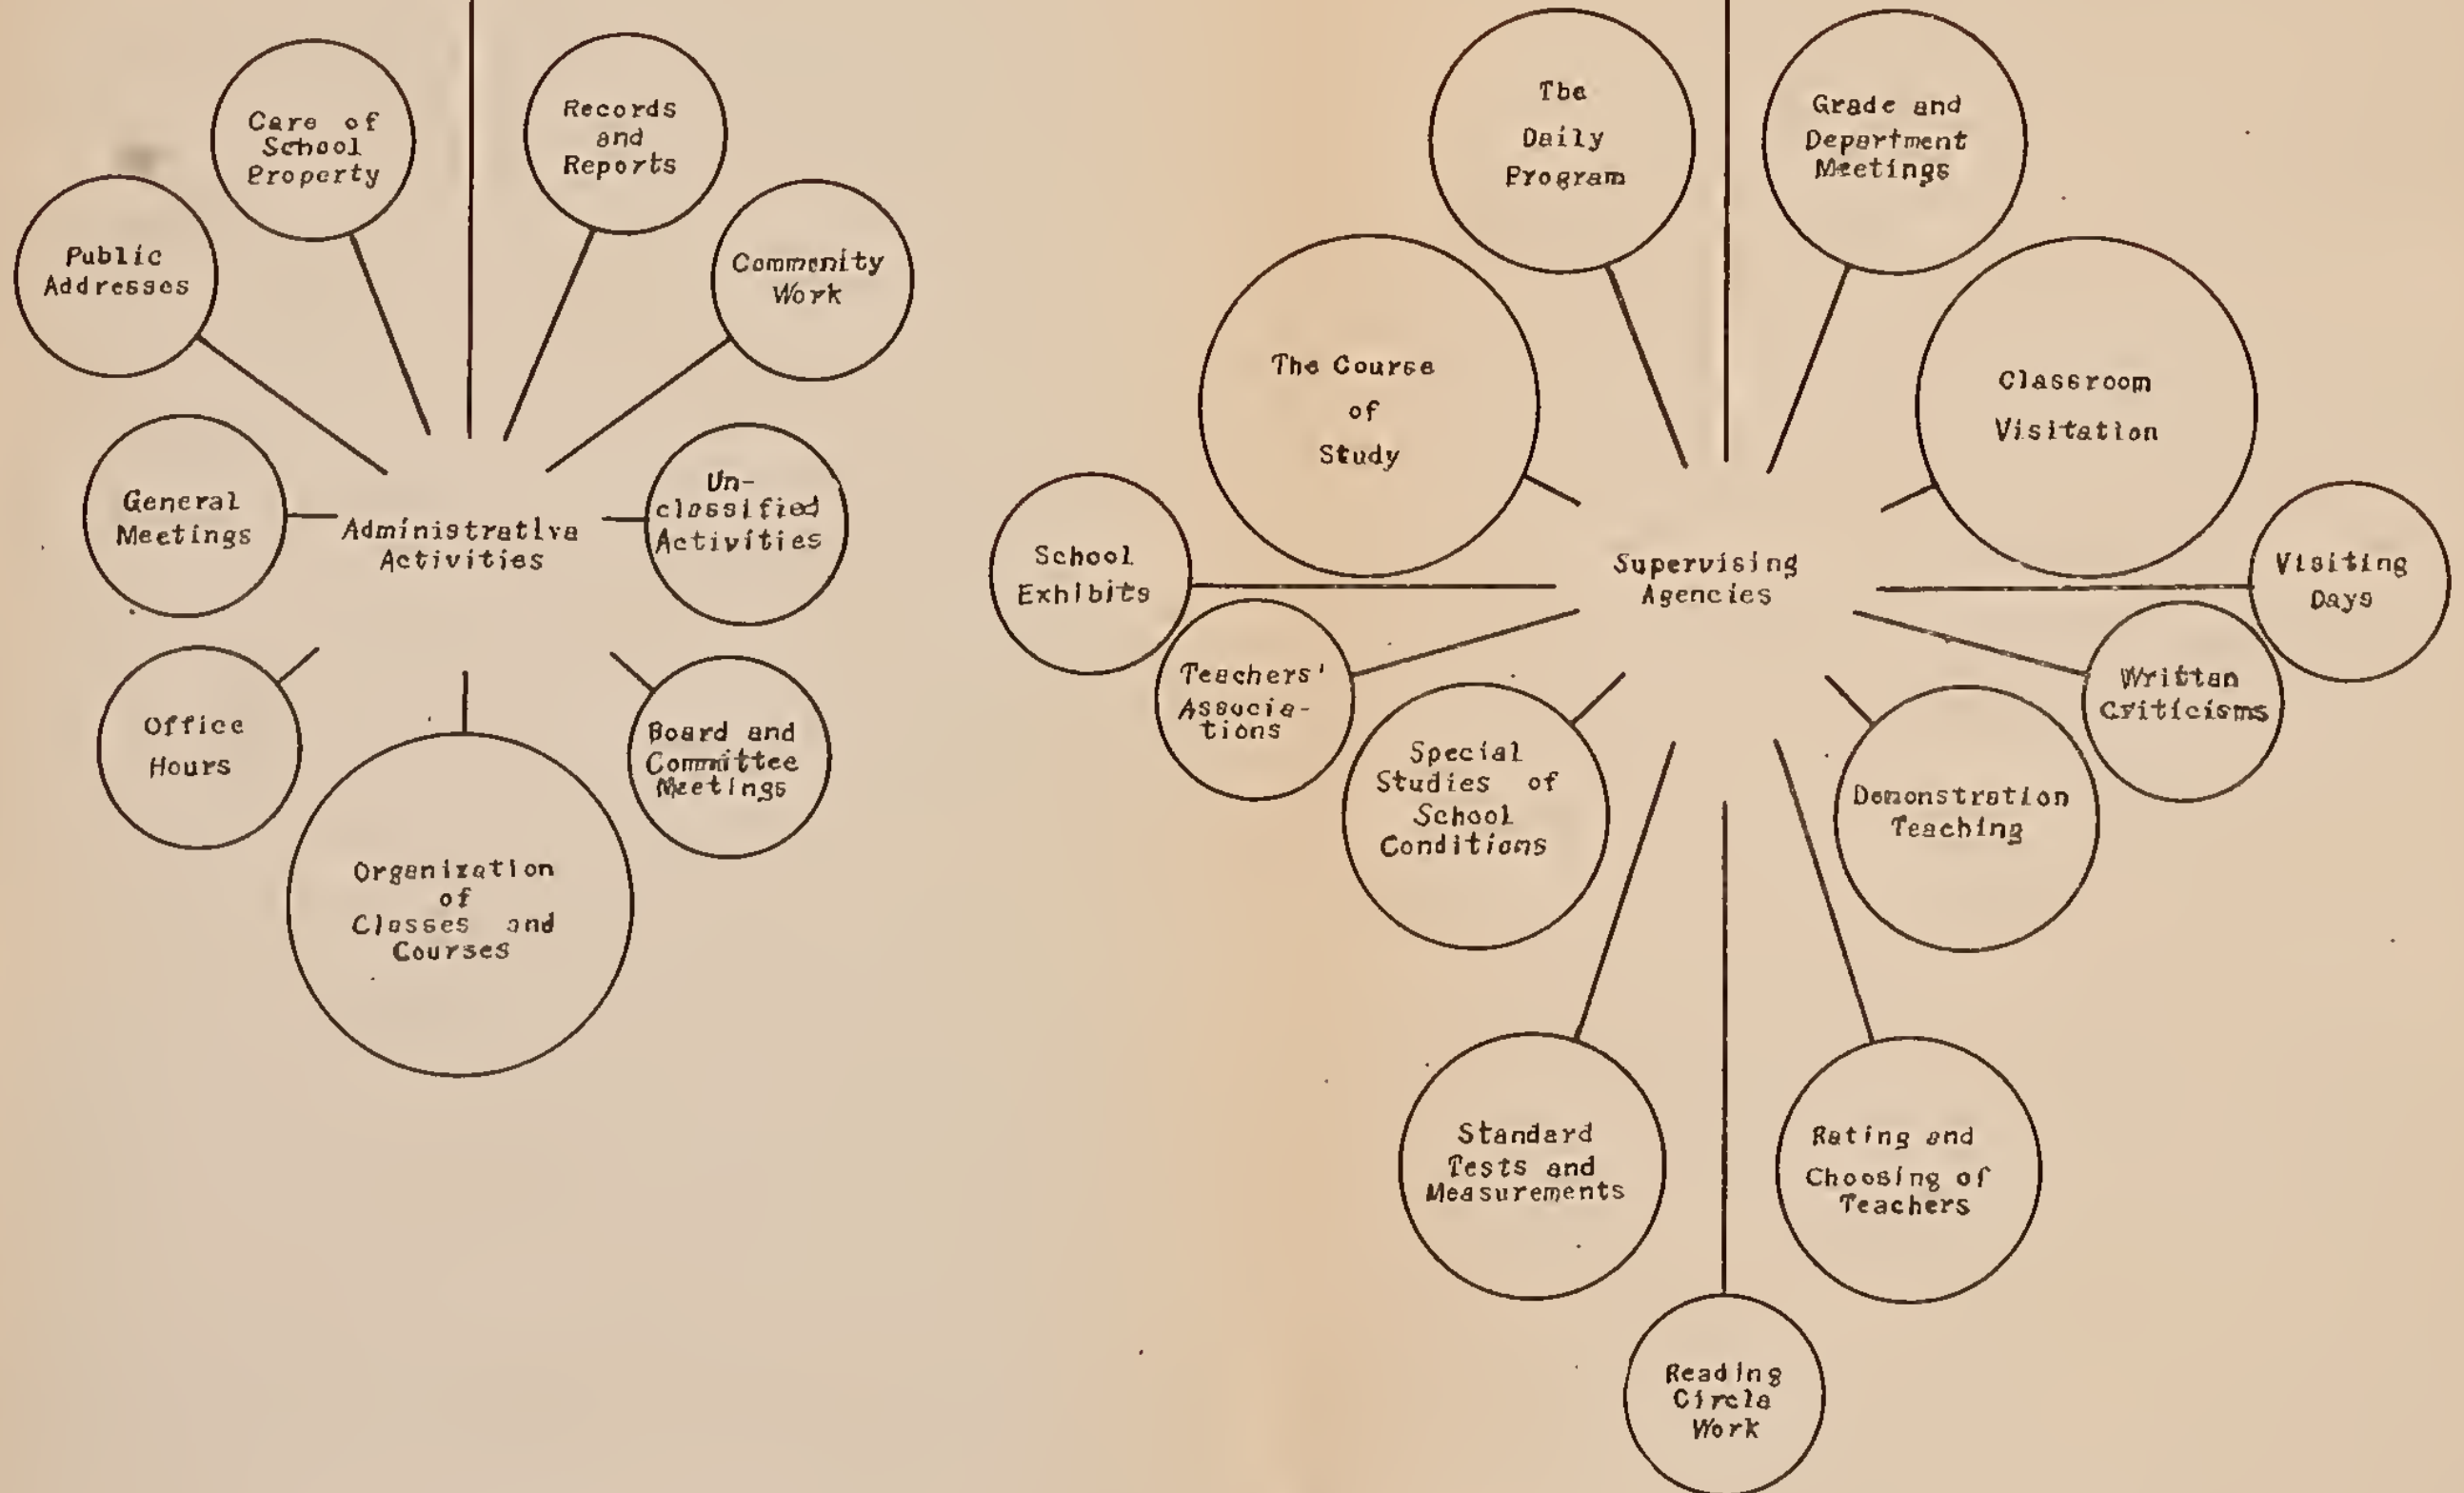 Care of
School
Property
Records
and
Reports
Public
Addresses
Community
Work
General
Meetings
Administrative
Activities
Un-
classified
Activities
Office
Hours
Board and
Committee
Meetings
Organization
of
Classes and
Courses
The
Daily
Program
Grade and
Department
Meetings
The Course
of
Study
Classroom
Visitation
School
Exhibits
Supervising
Agencies
Visiting
Days
Teachers'
Associa-
tions
Written
Criticisms
Special
Studies of
School
Conditions
Demonstration
Teaching
Standard
Tests and
Measurements
Rating and
Choosing of
Teachers
Reading
Circle
Work